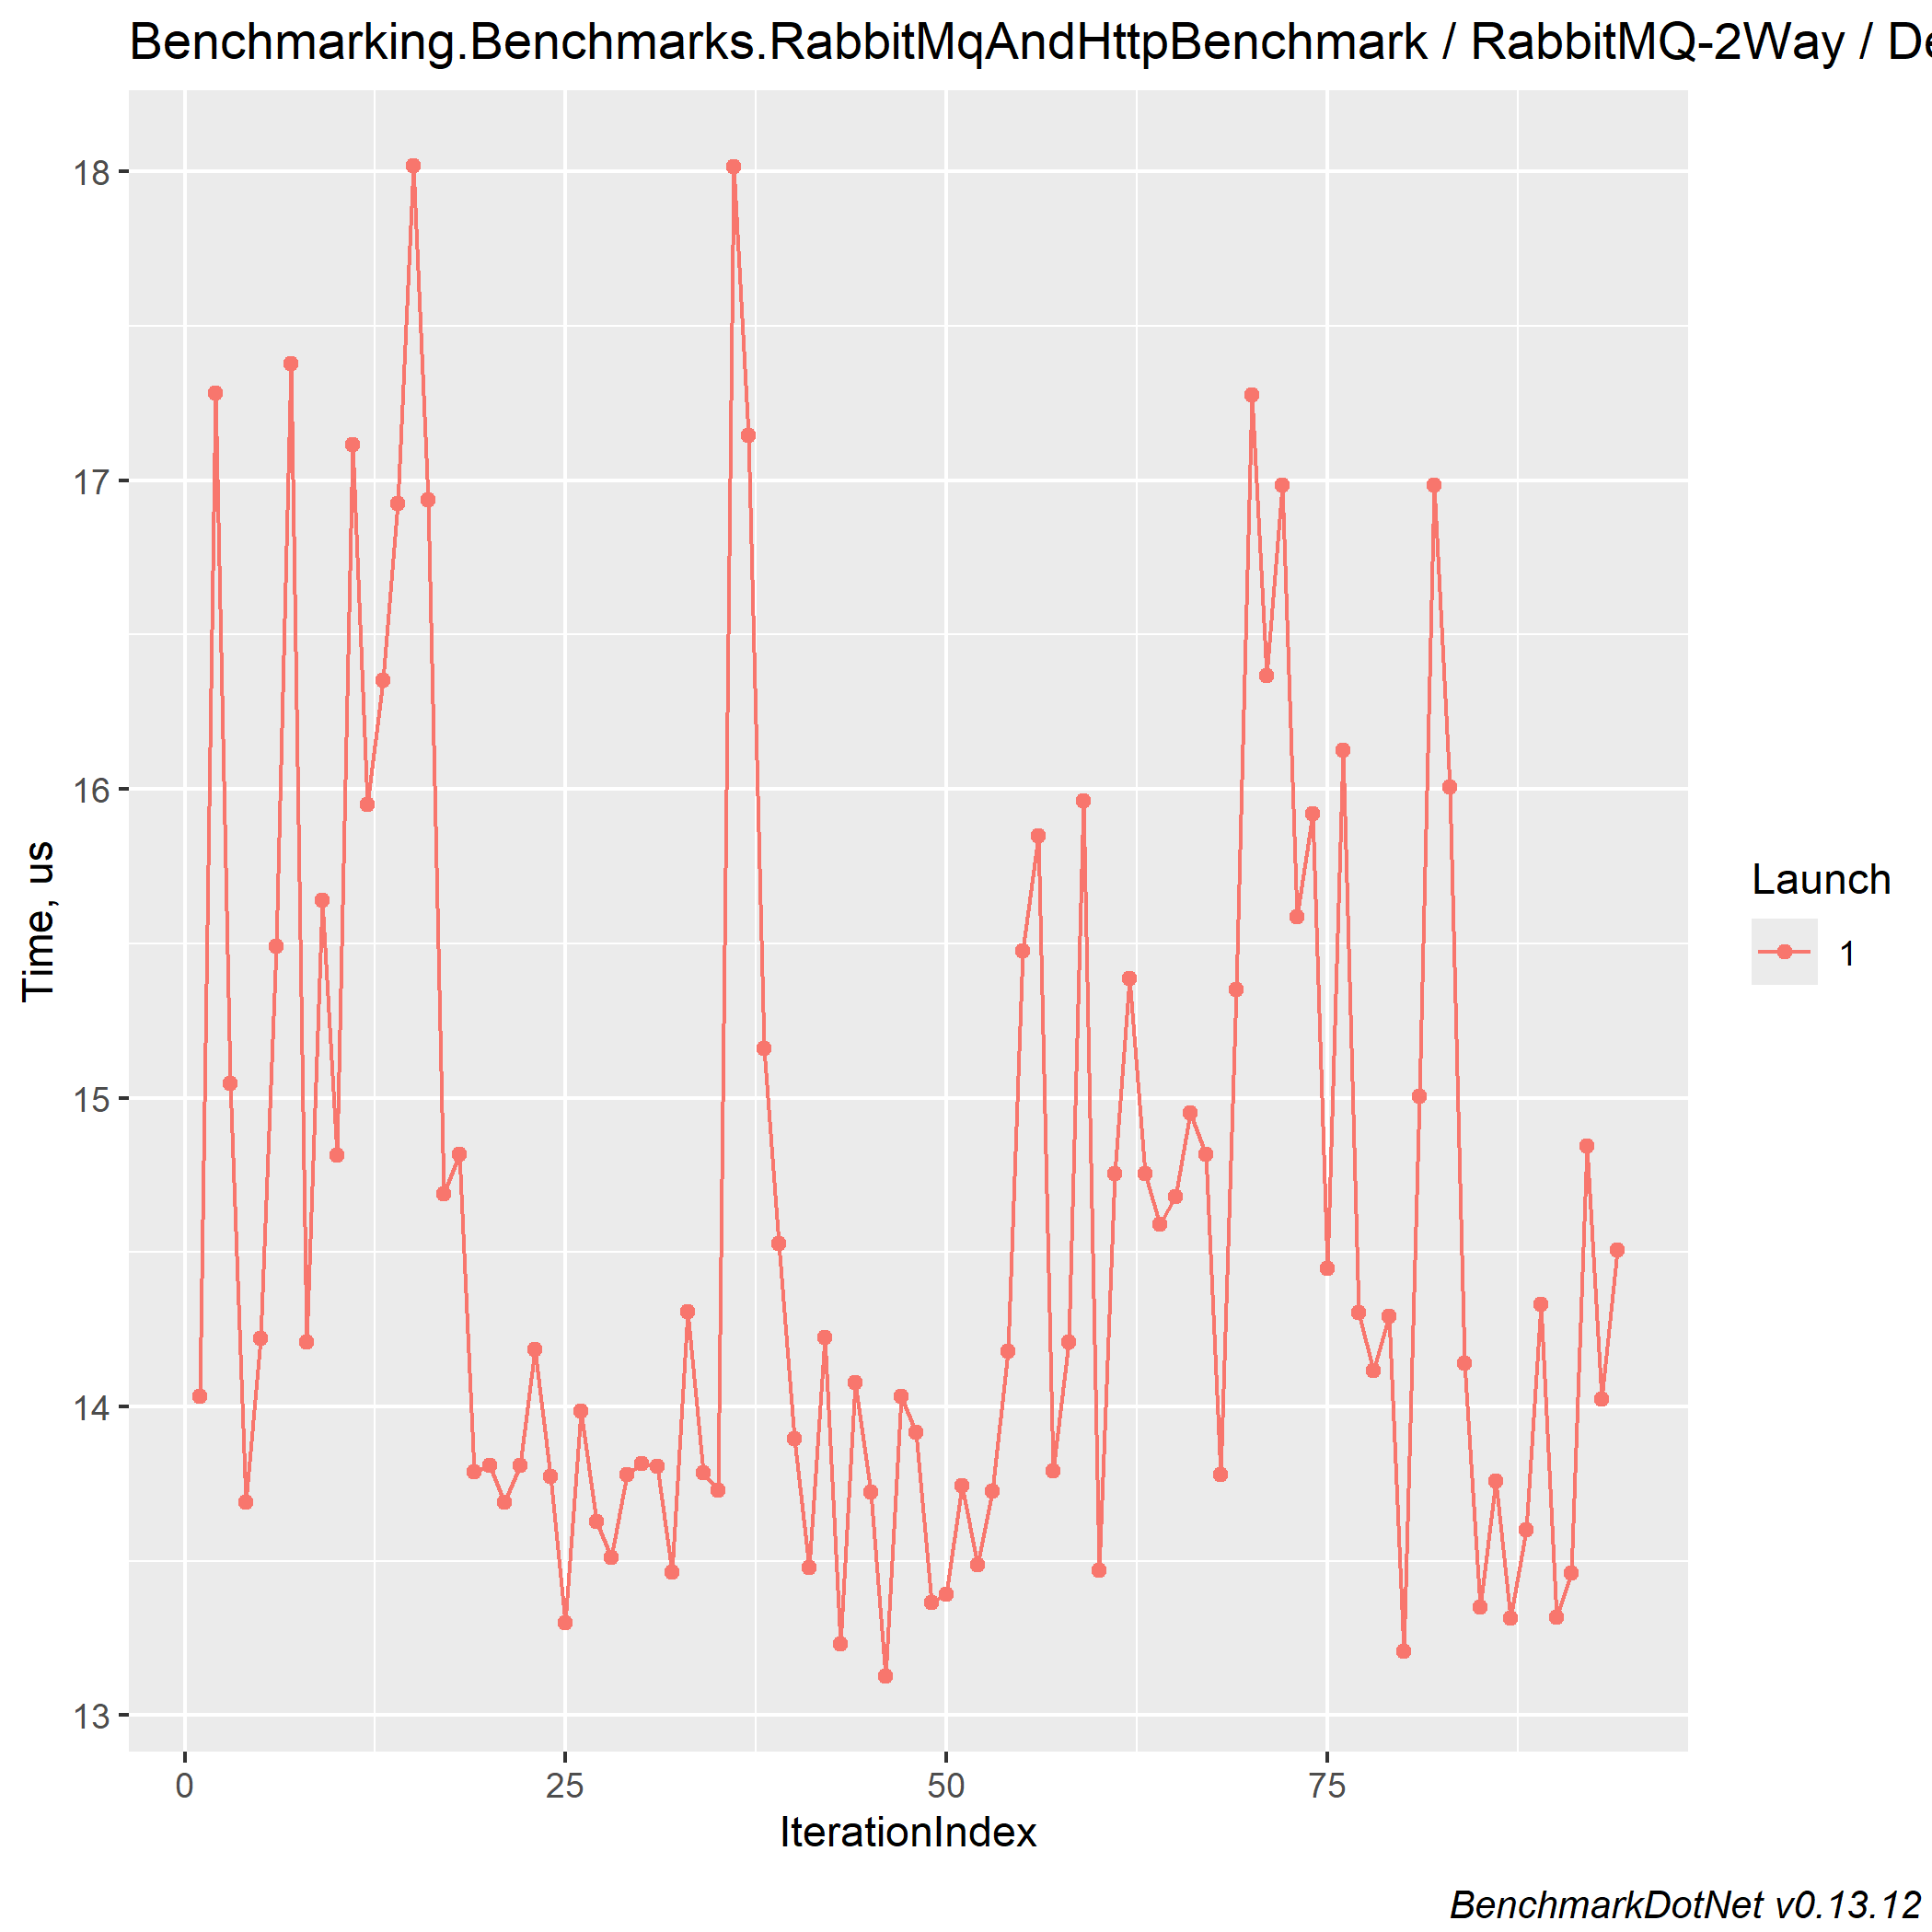 Benchmarking.Benchmarks.RabbitMqAndHttpBenchmark / RabbitMQ-2Way / De
18
17
16
15
14
13
Time, us
0 25 50 75
IterationIndex
Launch
1
BenchmarkDotNet v0.13.12